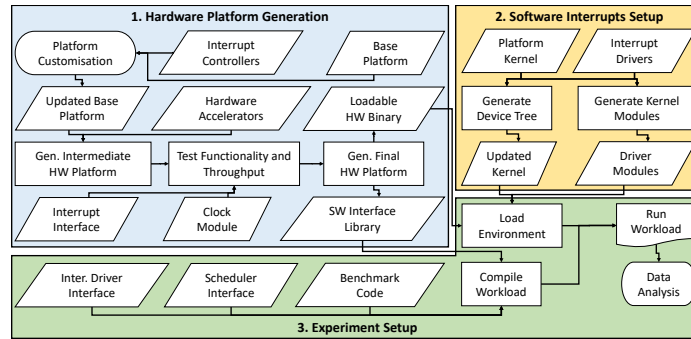 1. Hardware Platform Generation
Platform
Customisation
Interrupt
Controllers
Base
Platform
Updated Base
Platform
Hardware
Accelerators
Loadable
HW Binary
Gen. Intermediate
HW Platform
Test Functionality and
Throughput
Gen. Final
HW Platform
Interrupt
Interface
Clock
Module
SW Interface
Library
2. Software Interrupts Setup
Platform
Kernel
Interrupt
Drivers
Generate
Device Tree
Generate Kernel
Modules
Updated
Kernel
Driver
Modules
Load
Environment
Run
Workload
Inter. Driver
Interface
Scheduler
Interface
Benchmark
Code
Compile
Workload
Data
Analysis
3. Experiment Setup